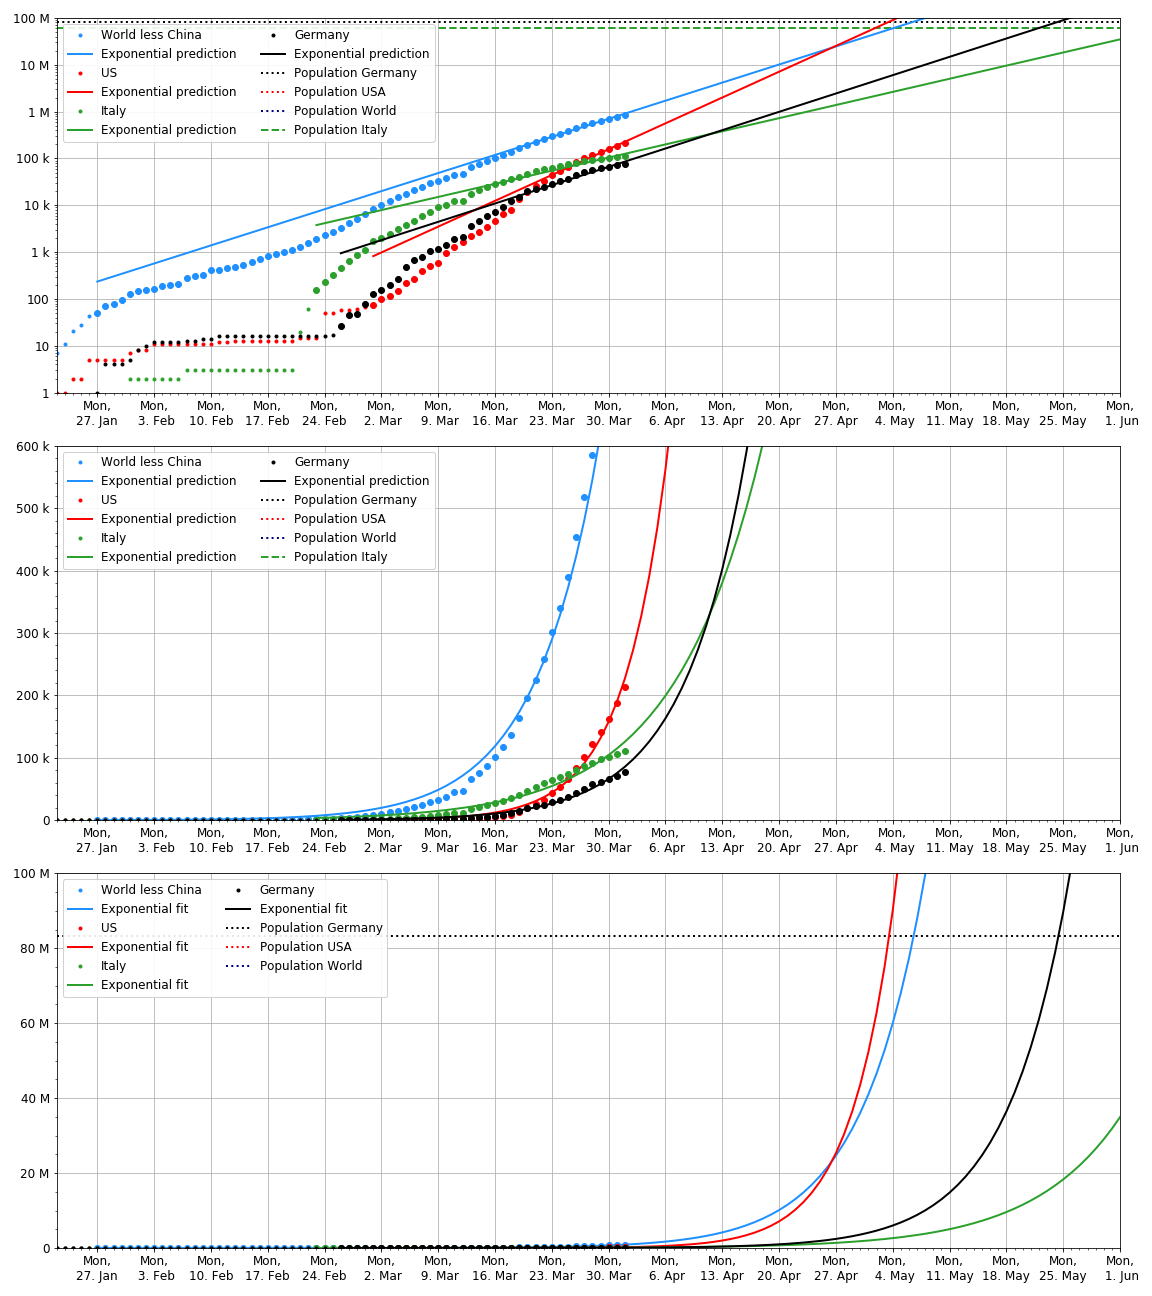 100 M
10 M
1 M
100 k
10 k
1 k
100
10
1
World less China
Exponential prediction
US
Exponential prediction
Italy
Exponential prediction
Germany
Exponential prediction
Population Germany
Population USA
Population World
Population Italy
Mon, Mon, Mon, Mon, Mon, Mon, Mon, Mon, Mon, Mon, Mon, Mon, Mon, Mon, Mon, Mon, Mon, Mon, Mon,
27. Jan 3. Feb 10. Feb 17. Feb 24. Feb 2. Mar 9. Mar 16. Mar 23. Mar 30. Mar 6. Apr 13. Apr 20. Apr 27. Apr 4. May 11. May 18. May 25. May 1. Jun
600 k
500 k
400 k
300 k
200 k
100 k
0
World less China
Exponential prediction
US
Exponential prediction
Italy
Exponential prediction
Germany
Exponential prediction
Population Germany
Population USA
Population World
Population Italy
Mon, Mon, Mon, Mon, Mon, Mon, Mon, Mon, Mon, Mon, Mon, Mon, Mon, Mon, Mon, Mon, Mon, Mon, Mon,
27. Jan 3. Feb 10. Feb 17. Feb 24. Feb 2. Mar 9. Mar 16. Mar 23. Mar 30. Mar 6. Apr 13. Apr 20. Apr 27. Apr 4. May 11. May 18. May 25. May 1. Jun
100 M
80 M
60 M
40 M
20 M
0
World less China
Exponential fit
US
Exponential fit
Italy
Exponential fit
Germany
Exponential fit
Population Germany
Population USA
Population World
Mon, Mon, Mon, Mon, Mon, Mon, Mon, Mon, Mon, Mon, Mon, Mon, Mon, Mon, Mon, Mon, Mon, Mon, Mon,
27. Jan 3. Feb 10. Feb 17. Feb 24. Feb 2. Mar 9. Mar 16. Mar 23. Mar 30. Mar 6. Apr 13. Apr 20. Apr 27. Apr 4. May 11. May 18. May 25. May 1. Jun